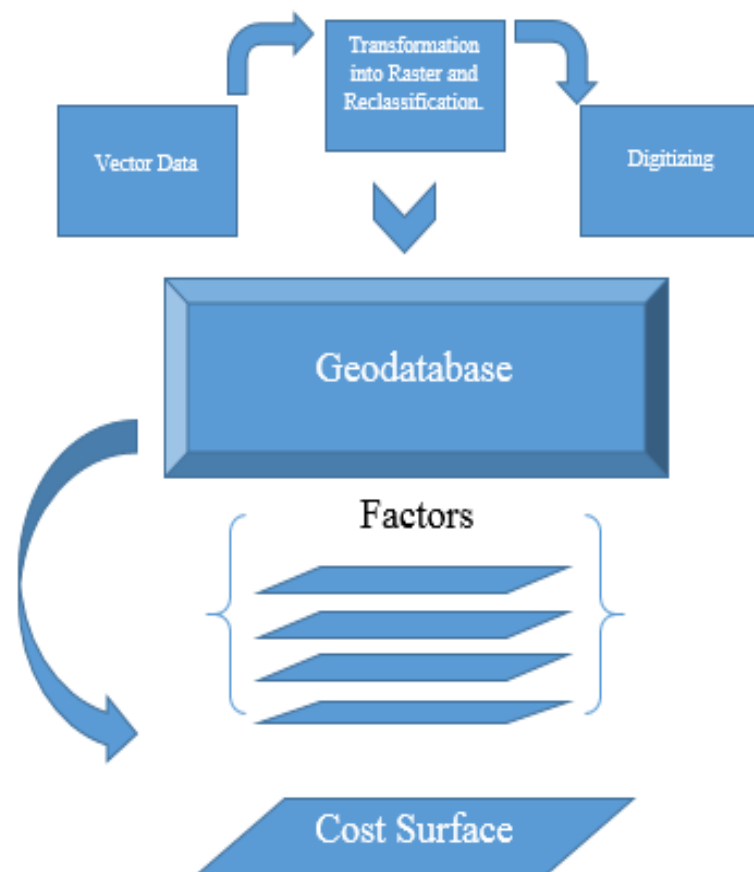 Transformation
into Raster and
Reclassification.
Vector Data
Digitizing
Geodatabase
Factors
Cost Surface